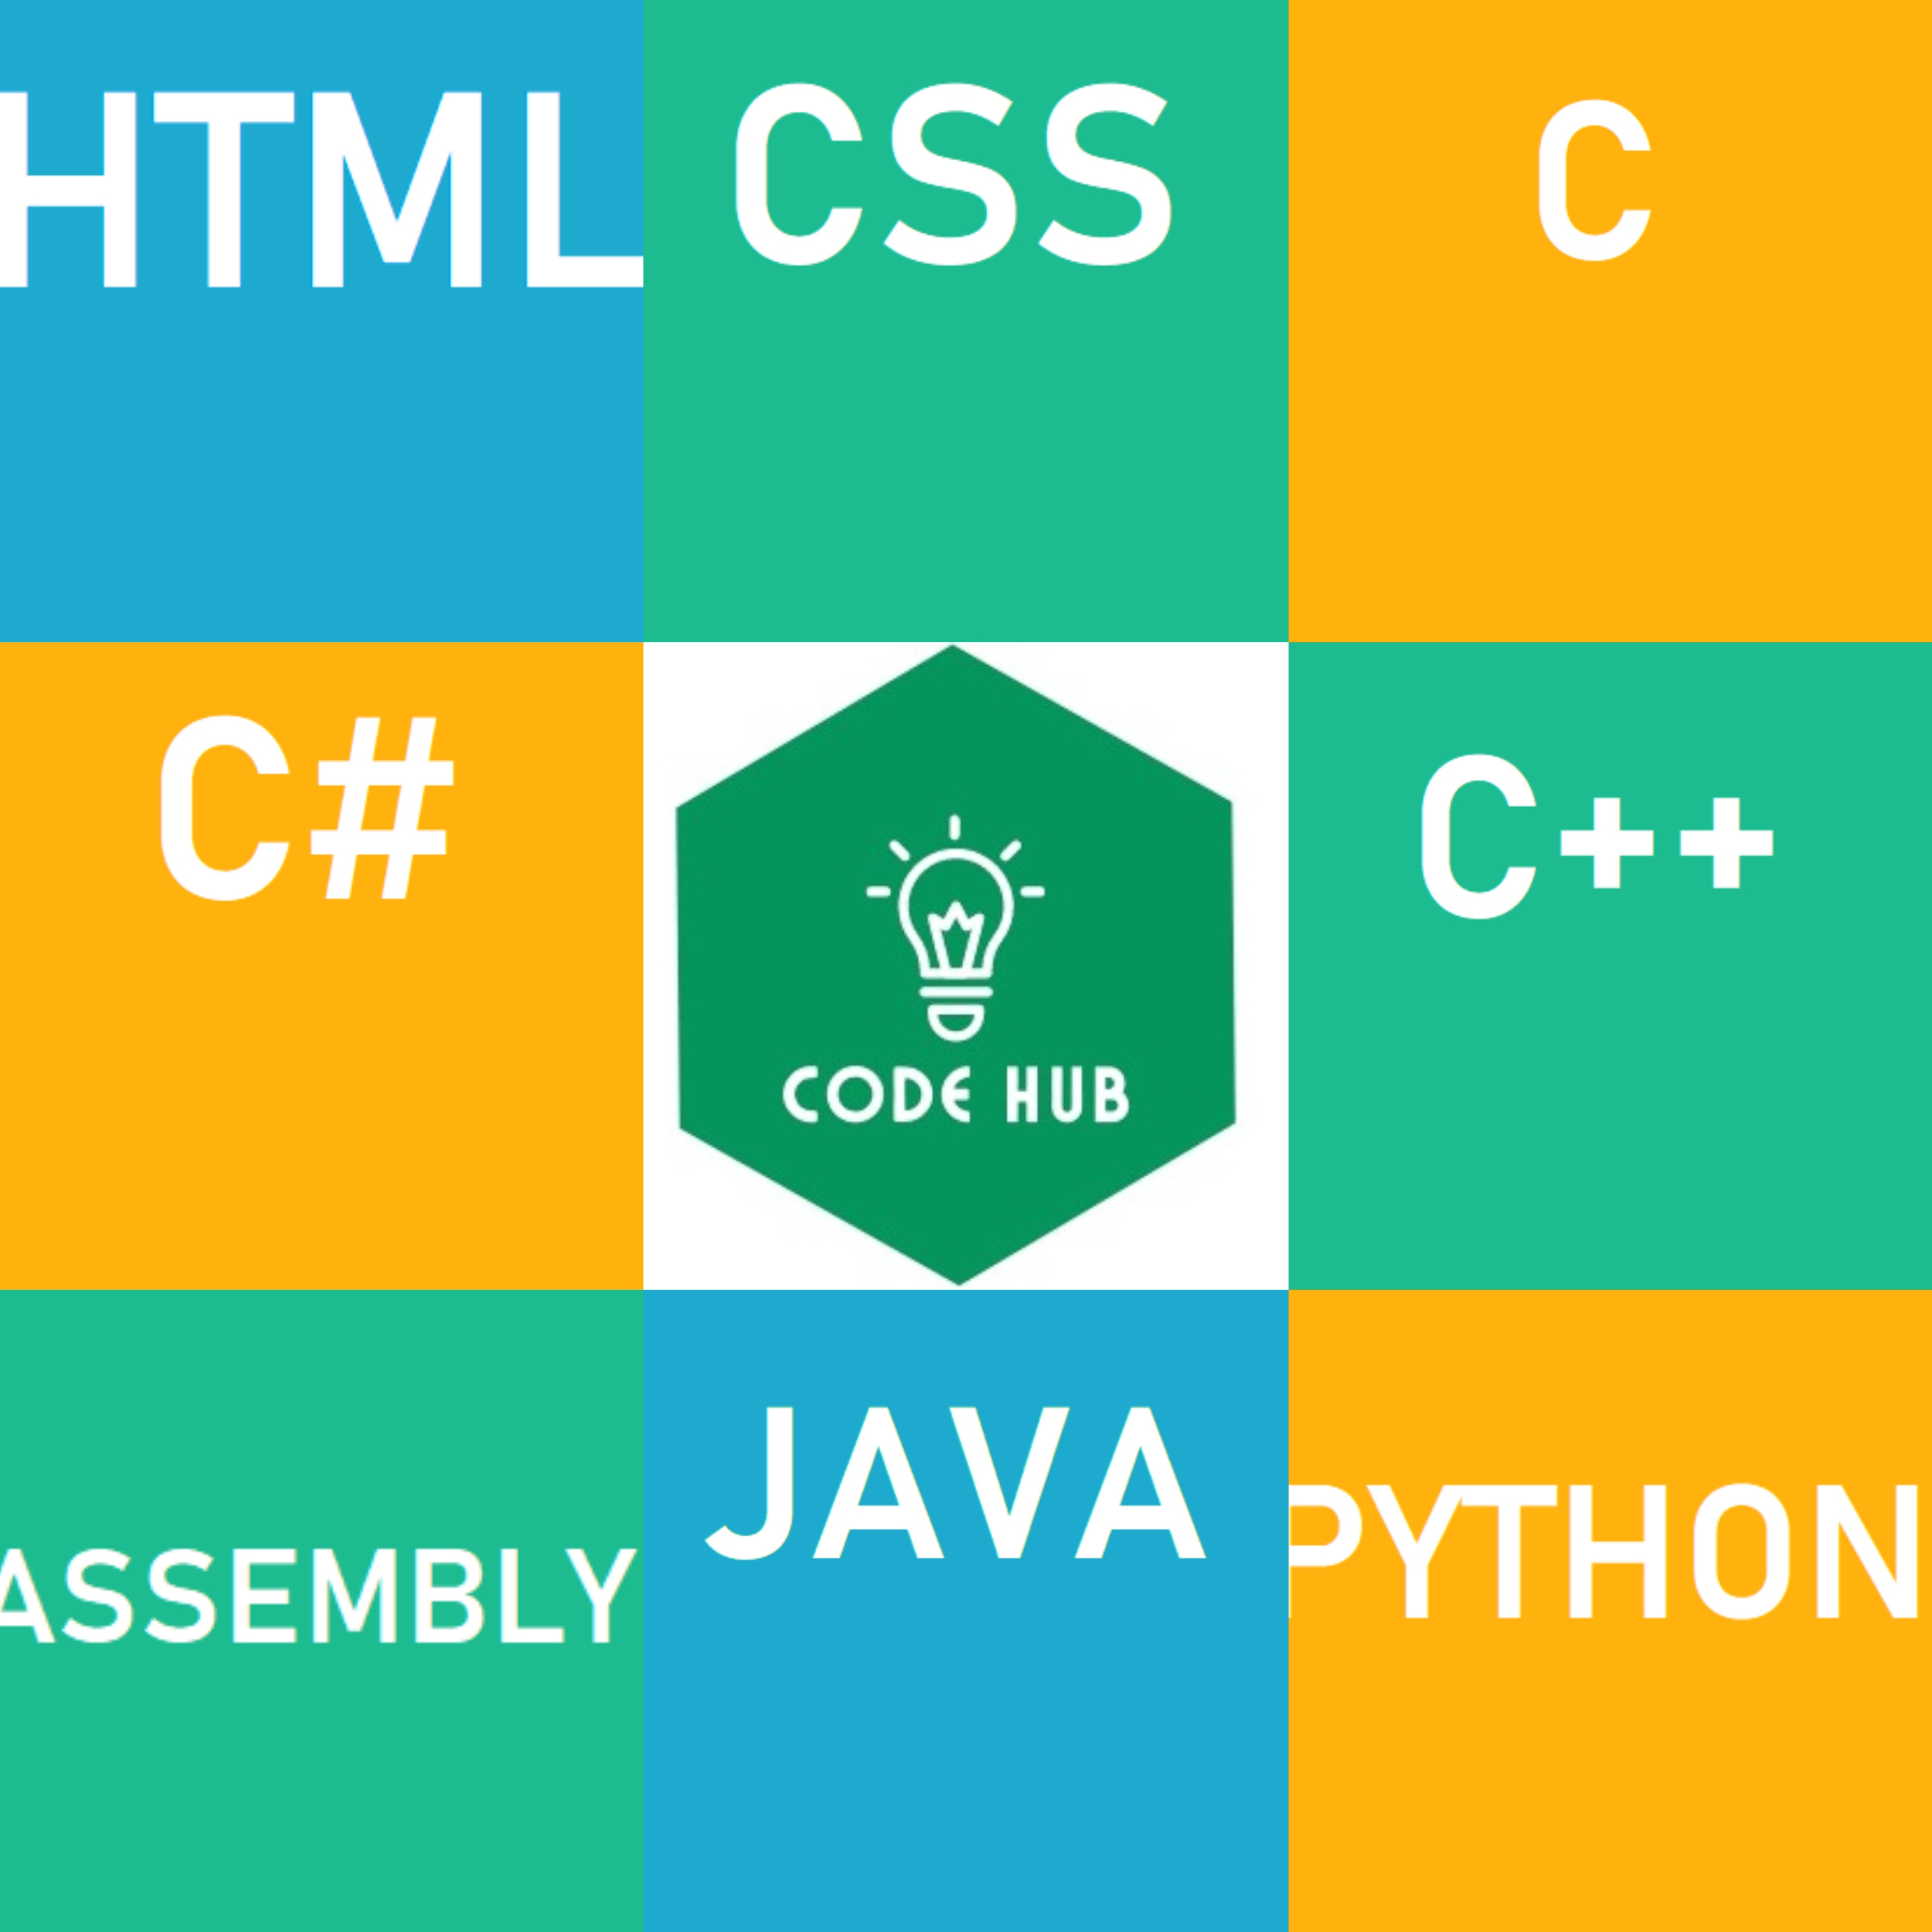 HTML
CSS
C
C#
CODE HUB
C++
ASSEMBLY
JAVA
PYTHON